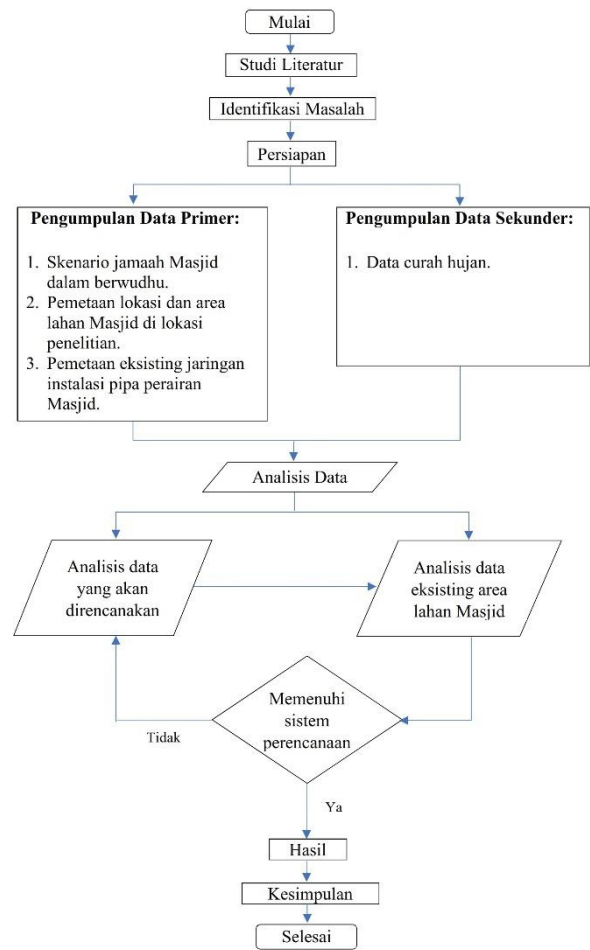 Mulai
Studi Literatur
Identifikasi Masalah
Persiapan
Pengumpulan Data Primer:
1. Skenario jamaah Masjid
dalam berwudhu.
2. Pemetaan lokasi dan area
lahan Masjid di lokasi
penelitian.
3. Pemetaan eksisting jaringan
instalasi pipa perairan
Masjid.
Pengumpulan Data Sekunder:
1. Data curah hujan.
Analisis Data
Analisis data
yang akan
direncanakan
Analisis data
eksisting area
lahan Masjid
Memenuhi
sistem
perencanaan
Tidak
Ya
Hasil
Kesimpulan
Selesai